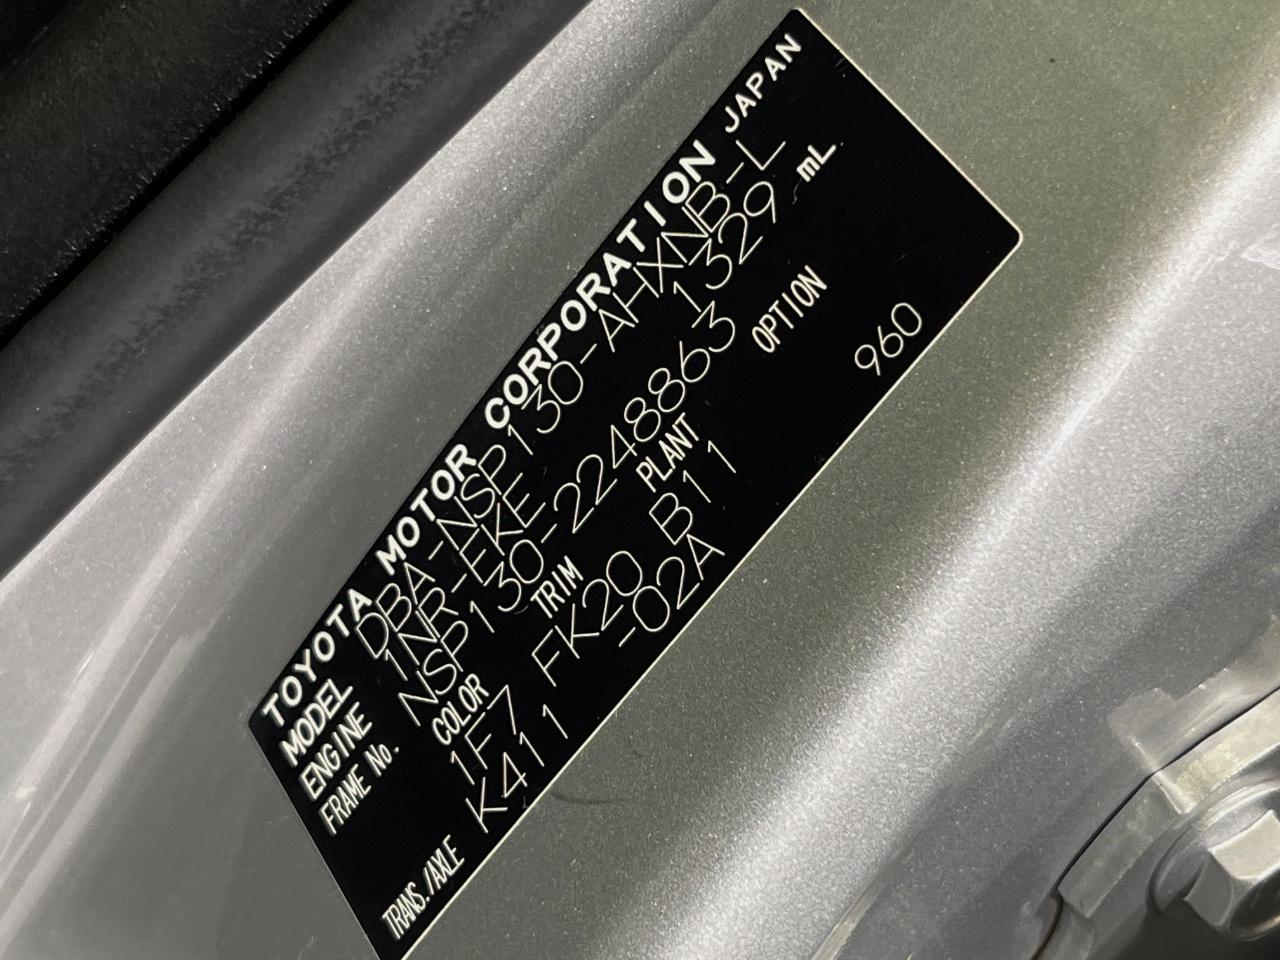 TOYOTA MOTOR CORPORATION JAPAN
MODEL DBA-NSP130-AHXNB-L
ENGINE 1NR-FKE 1329 mL
FRAME No. NSP130-2248863
COLOR TRIM PLANT OPTION
1F7 FK20 B11 960
TRANS./AXLE K411 -02A